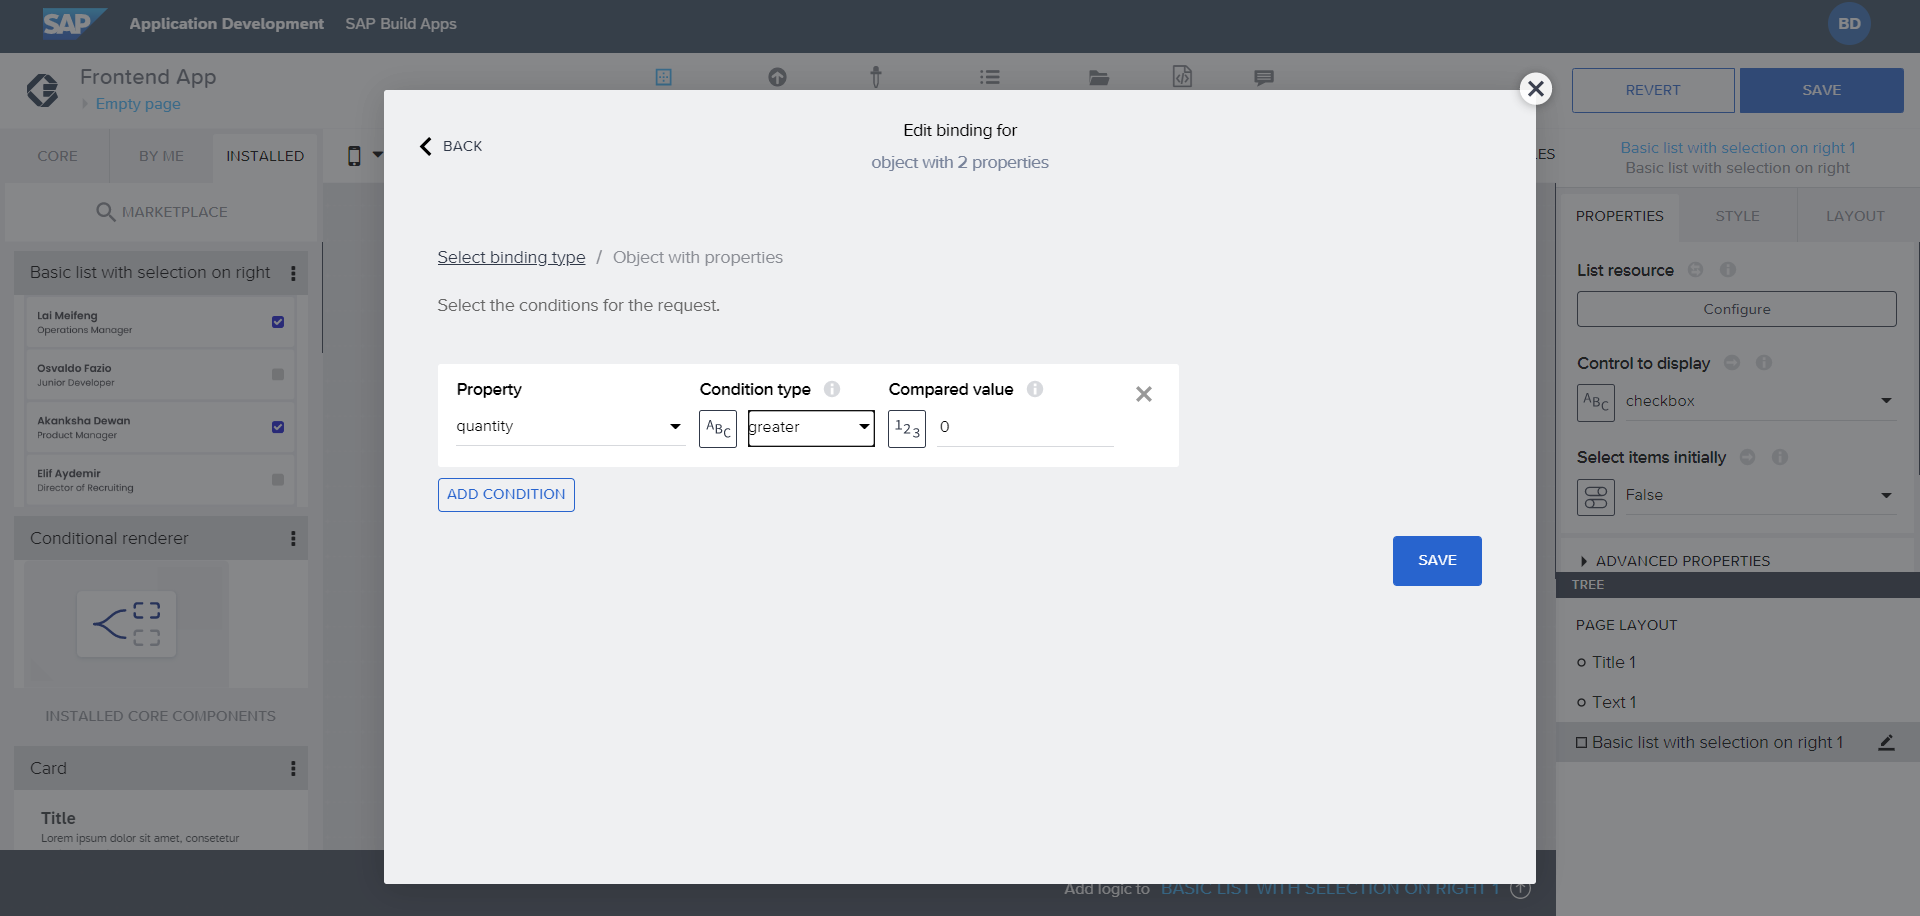 SAP Application Development SAP Build Apps BD
Frontend App
Empty page
REVERT SAVE
CORE BY ME INSTALLED
MARKETPLACE
Basic list with selection on right
Lai Meifeng
Operations Manager
Osvaldo Fazio
Junior Developer
Akanksha Dewan
Product Manager
Elif Aydemir
Director of Recruiting
Conditional renderer
INSTALLED CORE COMPONENTS
Card
Title
Lorem ipsum dolor sit amet, consetetur
BACK
Edit binding for
object with 2 properties
Select binding type / Object with properties
Select the conditions for the request.
Property Condition type Compared value
quantity ABC greater 123 0
ADD CONDITION
SAVE
LES
Basic list with selection on right 1
Basic list with selection on right
PROPERTIES STYLE LAYOUT
List resource
Configure
Control to display
ABC checkbox
Select items initially
False
ADVANCED PROPERTIES
TREE
PAGE LAYOUT
Title 1
Text 1
Basic list with selection on right 1
Add logic to BASIC LIST WITH SELECTION ON RIGHT 1